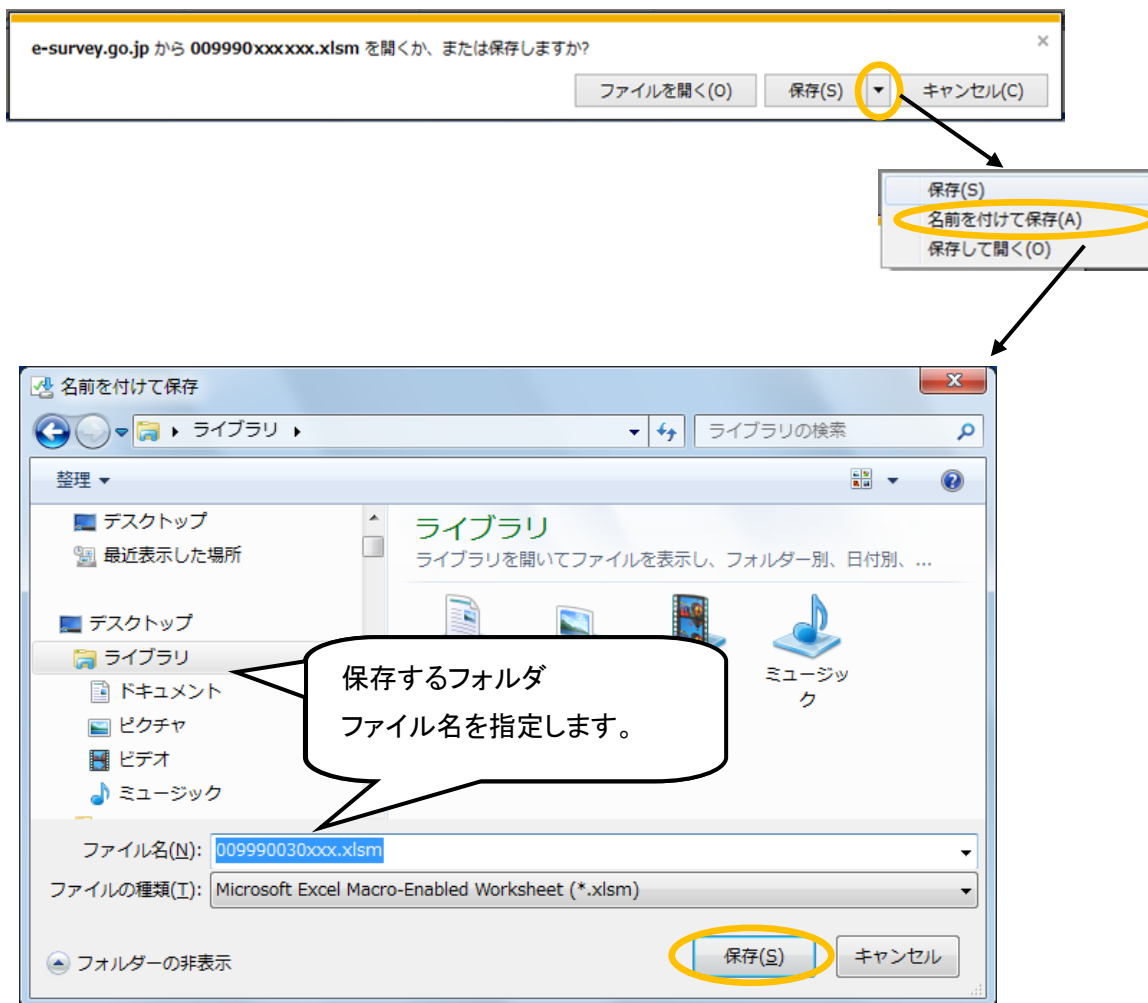 e-survey.go.jp から 009990xxxxxx.xlsm を開くか、または保存しますか?
×
ファイルを開く(O)
保存(S)
キャンセル(C)
保存(S)
名前を付けて保存(A)
保存して開く(O)
名前を付けて保存
ライブラリ
ライブラリの検索
整理
デスクトップ
最近表示した場所
デスクトップ
ライブラリ
ドキュメント
ピクチャ
ビデオ
ミュージック
ライブラリ
ライブラリを開いてファイルを表示し、フォルダー別、日付別、...
ミュージッ
ク
保存するフォルダ
ファイル名を指定します。
ファイル名(N): 009990030xxx.xlsm
ファイルの種類(T): Microsoft Excel Macro-Enabled Worksheet (*.xlsm)
フォルダーの非表示
保存(S)
キャンセル